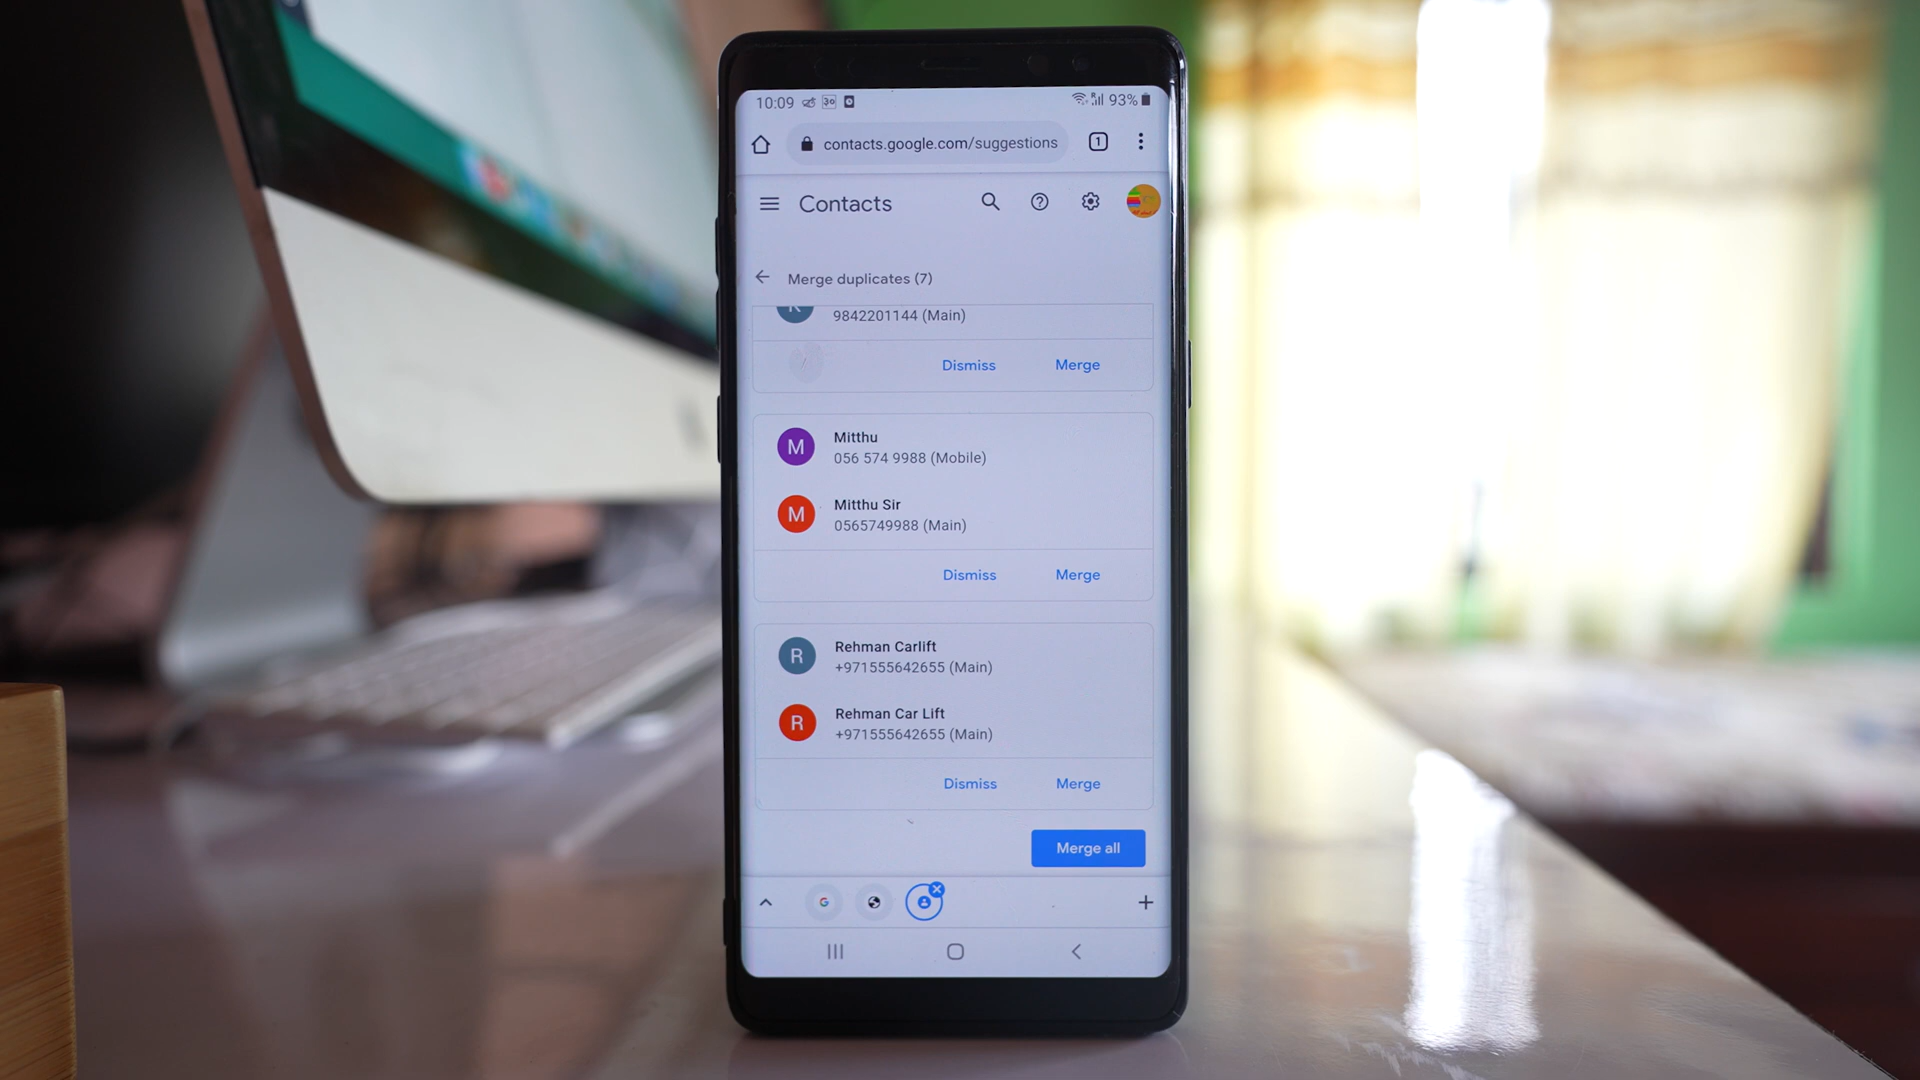 10:09 30 93%
contacts.google.com/suggestions 1
Contacts
Merge duplicates (7)
K
9842201144 (Main)
Dismiss Merge
M Mitthu
056 574 9988 (Mobile)
M Mitthu Sir
0565749988 (Main)
Dismiss Merge
R Rehman Carlift
+971555642655 (Main)
R Rehman Car Lift
+971555642655 (Main)
Dismiss Merge
Merge all
G